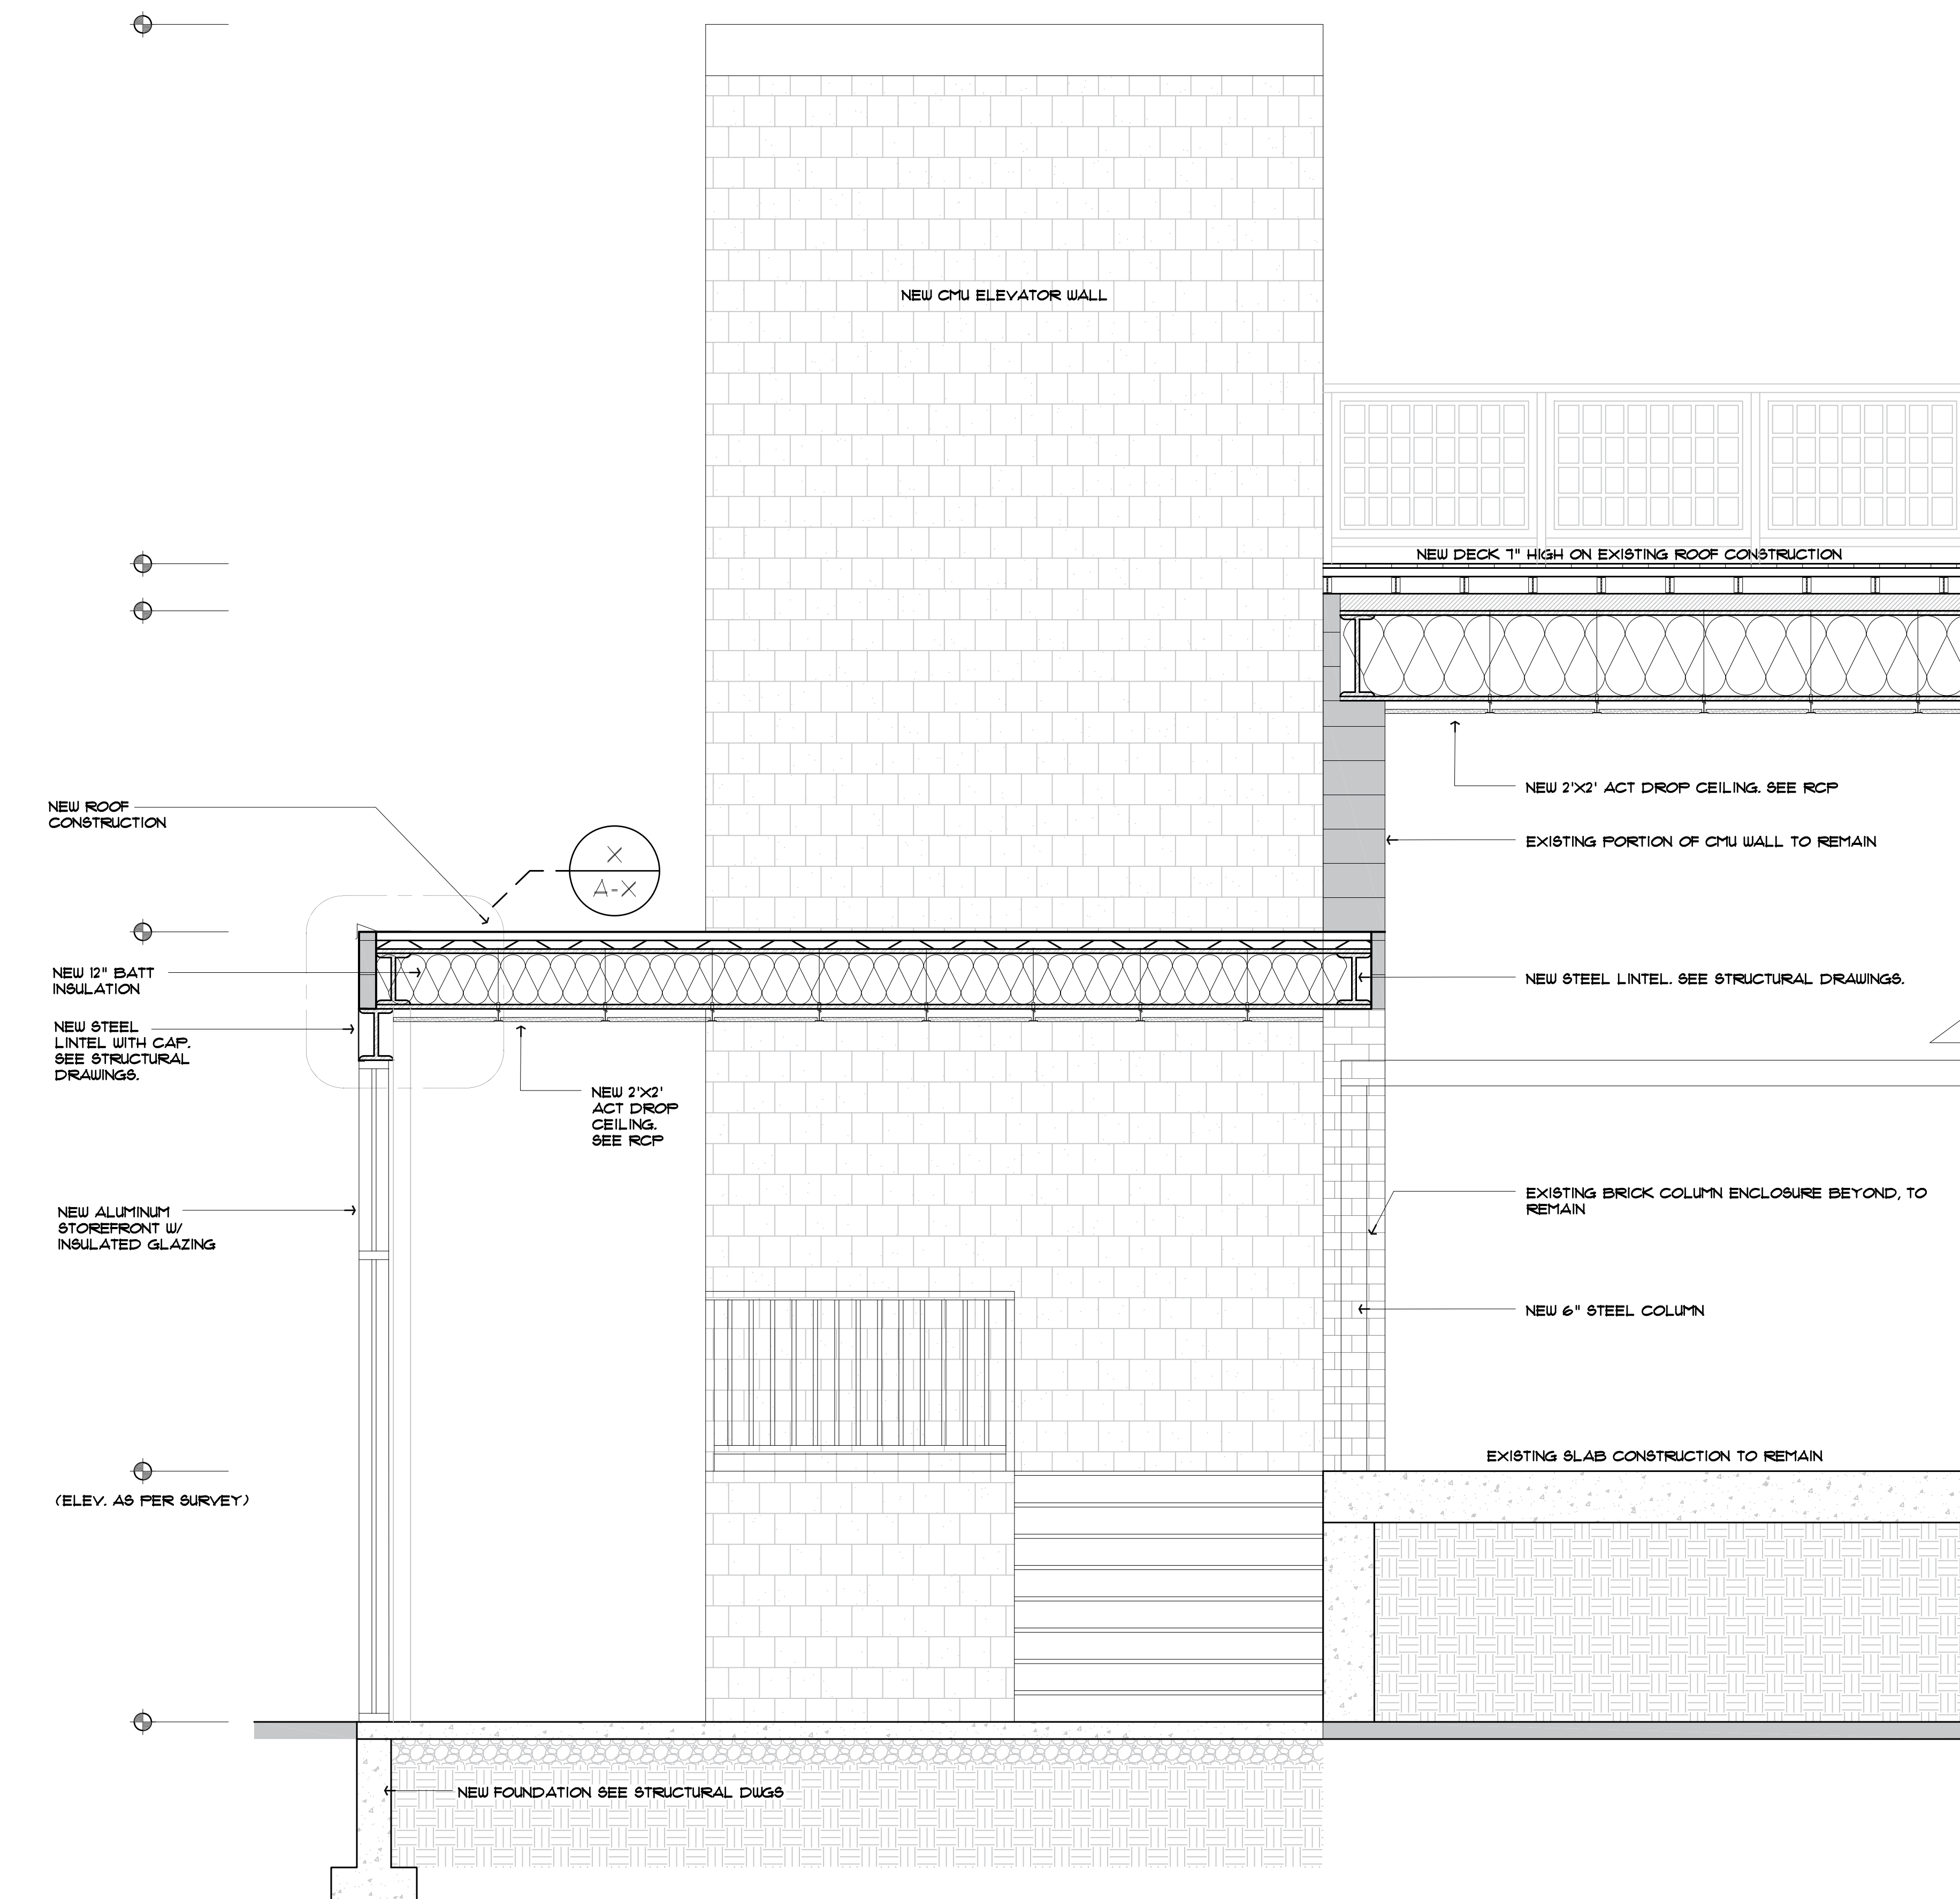 NEW CMU ELEVATOR WALL
NEW DECK 7" HIGH ON EXISTING ROOF CONSTRUCTION
NEW 2'X2' ACT DROP CEILING. SEE RCP
EXISTING PORTION OF CMU WALL TO REMAIN
NEW ROOF
CONSTRUCTION
X
A-X
NEW 12" BATT
INSULATION
NEW STEEL LINTEL. SEE STRUCTURAL DRAWINGS.
NEW STEEL
LINTEL WITH CAP.
SEE STRUCTURAL
DRAWINGS.
NEW 2'X2'
ACT DROP
CEILING.
SEE RCP
NEW ALUMINUM
STOREFRONT W/
INSULATED GLAZING
EXISTING BRICK COLUMN ENCLOSURE BEYOND, TO
REMAIN
NEW 6" STEEL COLUMN
EXISTING SLAB CONSTRUCTION TO REMAIN
(ELEV. AS PER SURVEY)
NEW FOUNDATION SEE STRUCTURAL DWGS